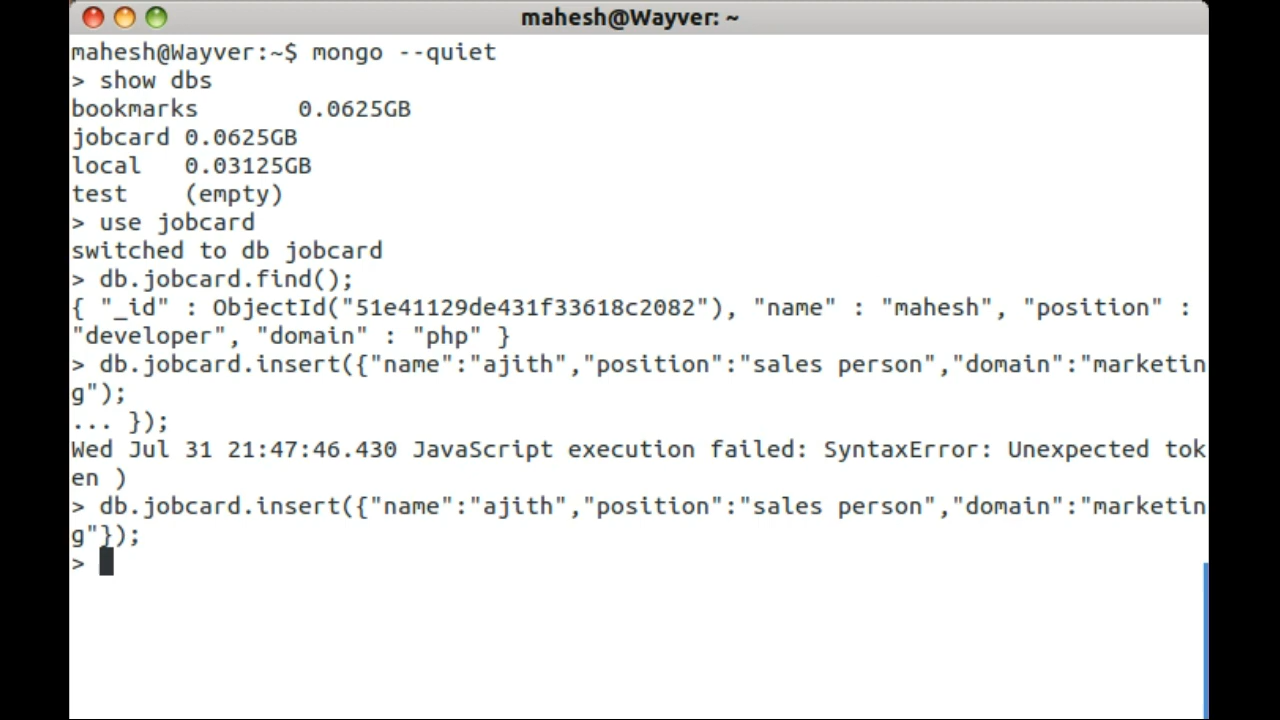 mahesh@Wayver: ~
mahesh@Wayver:~$ mongo --quiet
> show dbs
bookmarks       0.0625GB
jobcard 0.0625GB
local   0.03125GB
test    (empty)
> use jobcard
switched to db jobcard
> db.jobcard.find();
{ "_id" : ObjectId("51e41129de431f33618c2082"), "name" : "mahesh", "position" :
"developer", "domain" : "php" }
> db.jobcard.insert({"name":"ajith","position":"sales person","domain":"marketin
g");
... });
Wed Jul 31 21:47:46.430 JavaScript execution failed: SyntaxError: Unexpected tok
en )
> db.jobcard.insert({"name":"ajith","position":"sales person","domain":"marketin
g"});
>